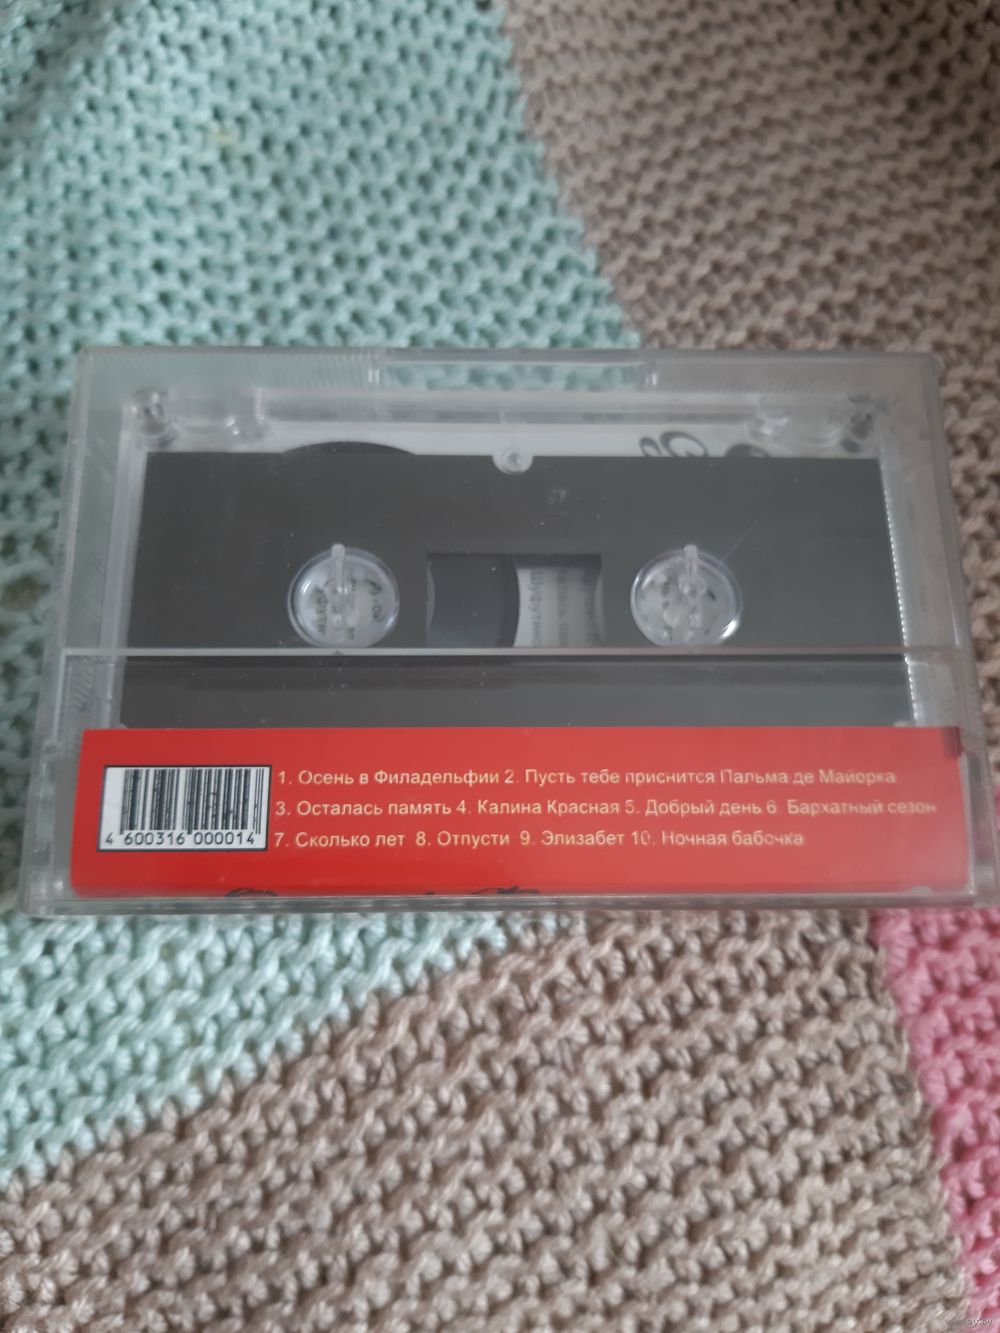 1. Осень в Филадельфии 2. Пусть тебе приснится Пальма де Майорка
3. Осталась память 4. Калина Красная 5. Добрый день 6. Бархатный сезон
7. Сколько лет 8. Отпусти 9. Элизабет 10. Ночная бабочка
4 600316 000014